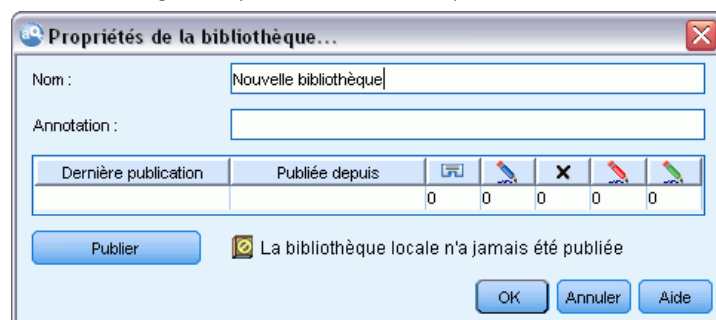 Propriétés de la bibliothèque...
Nom :
Nouvelle bibliothèque
Annotation :
Dernière publication Publiée depuis
0 0 0 0 0
Publier La bibliothèque locale n'a jamais été publiée
OK Annuler Aide